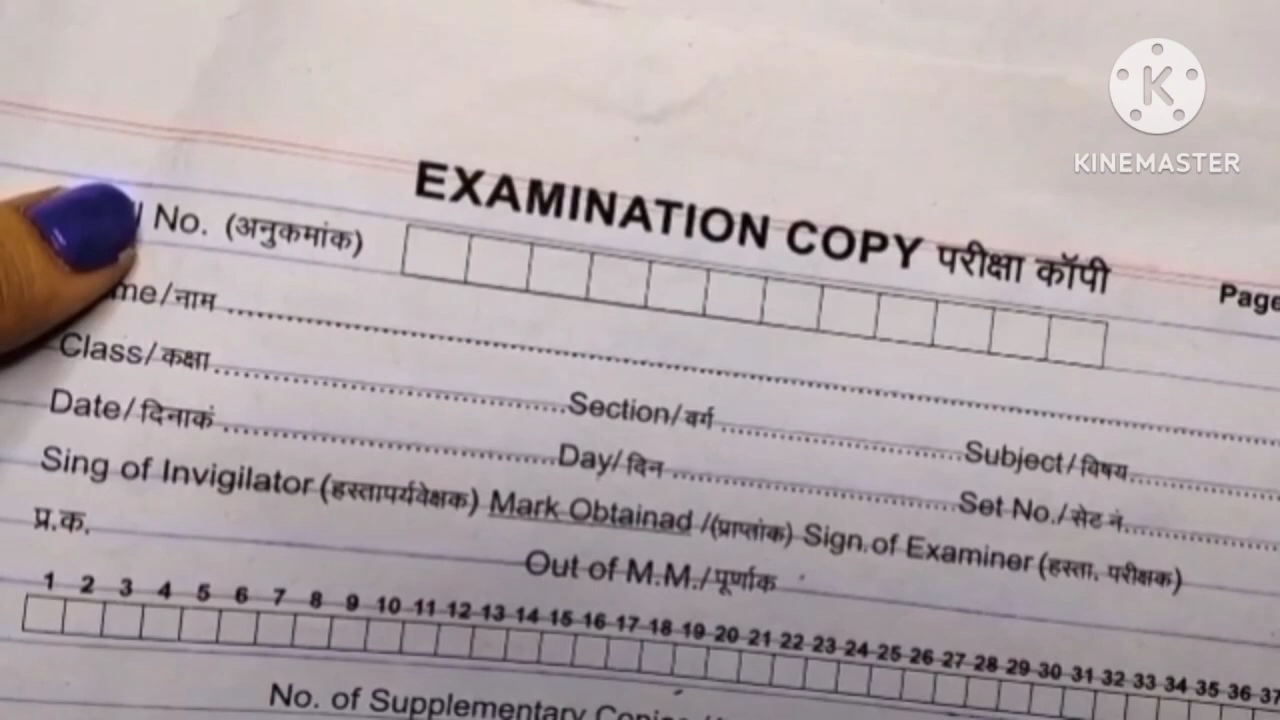 KINEMASTER
EXAMINATION COPY परीक्षा कॉपी
Page
No. (अनुकमांक)
me/नाम
Class/कक्षा Section/वर्ग Subject/विषय
Date/दिनाकं Day/दिन Set No./सेट नं.
Sing of Invigilator (हस्तापर्यवेक्षक) Mark Obtainad /(प्राप्तांक) Sign.of Examiner (हस्ता. परीक्षक)
प्र.क. Out of M.M./पूर्णाक
1 2 3 4 5 6 7 8 9 10 11 12 13 14 15 16 17 18 19 20 21 22 23 24 25 26 27 28 29 30 31 32 33 34 35 36 37
No. of Supplementary Copies